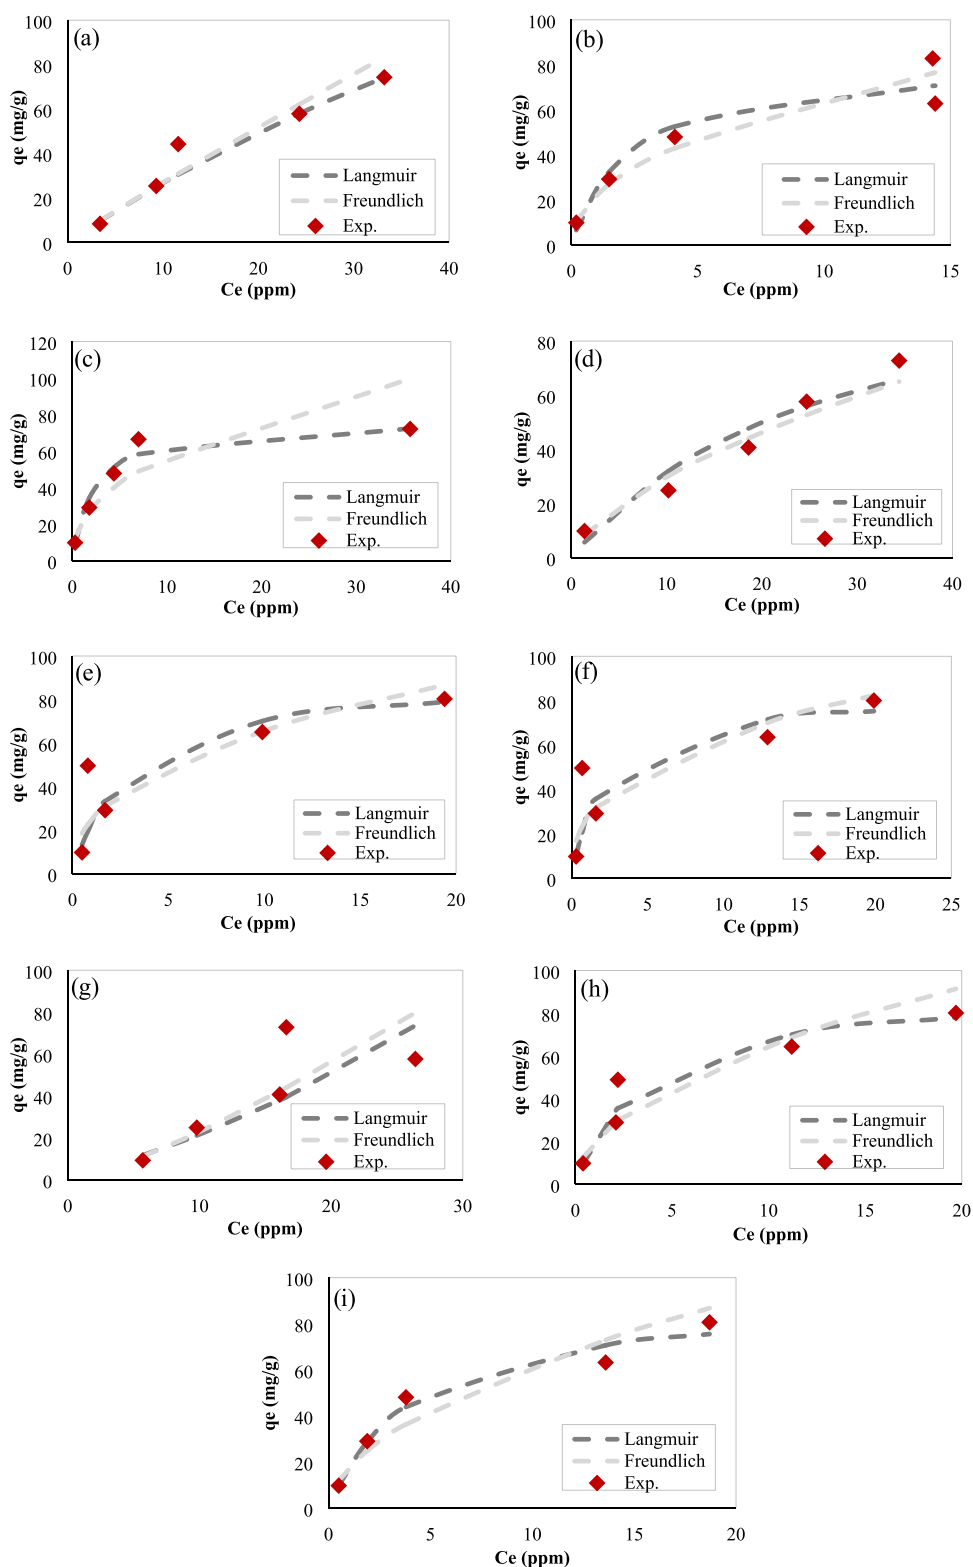 (a)
qe (mg/g)
100
80
60
40
20
0
Langmuir
Freundlich
Exp.
0 10 20 30 40
Ce (ppm)
(b)
qe (mg/g)
100
80
60
40
20
0
Langmuir
Freundlich
Exp.
0 5 10 15
Ce (ppm)
(c)
qe (mg/g)
120
100
80
60
40
20
0
Langmuir
Freundlich
Exp.
0 10 20 30 40
Ce (ppm)
(d)
qe (mg/g)
80
60
40
20
0
Langmuir
Freundlich
Exp.
0 10 20 30 40
Ce (ppm)
(e)
qe (mg/g)
100
80
60
40
20
0
Langmuir
Freundlich
Exp.
0 5 10 15 20
Ce (ppm)
(f)
qe (mg/g)
100
80
60
40
20
0
Langmuir
Freundlich
Exp.
0 5 10 15 20 25
Ce (ppm)
(g)
qe (mg/g)
100
80
60
40
20
0
Langmuir
Freundlich
Exp.
0 10 20 30
Ce (ppm)
(h)
qe (mg/g)
100
80
60
40
20
0
Langmuir
Freundlich
Exp.
0 5 10 15 20
Ce (ppm)
(i)
qe (mg/g)
100
80
60
40
20
0
Langmuir
Freundlich
Exp.
0 5 10 15 20
Ce (ppm)